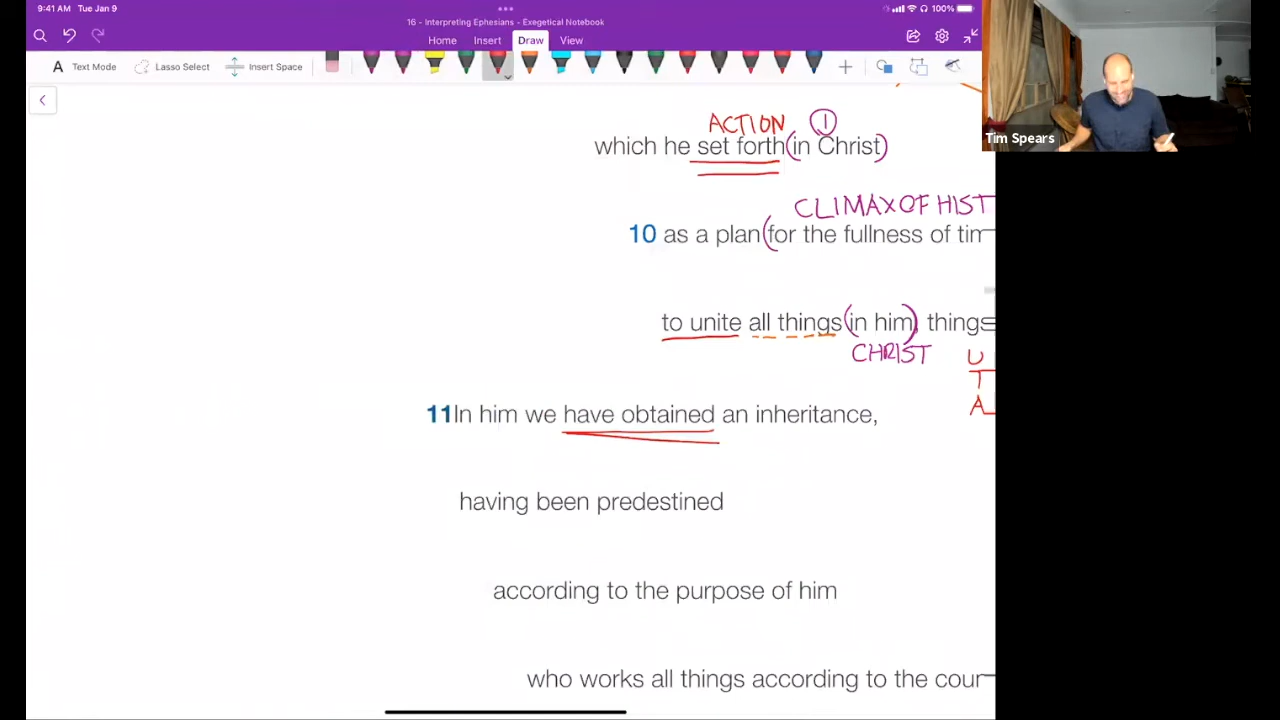 9:41 AM Tue Jan 9
100%
16 - Interpreting Ephesians - Exegetical Notebook
Home Insert Draw View
A Text Mode Lasso Select Insert Space
Tim Spears
ACTION 1
which he set forth (in Christ)
CLIMAX OF HIST
10 as a plan (for the fullness of tim
to unite all things (in him), things
CHRIST U
T
A
11In him we have obtained an inheritance,
having been predestined
according to the purpose of him
who works all things according to the cour